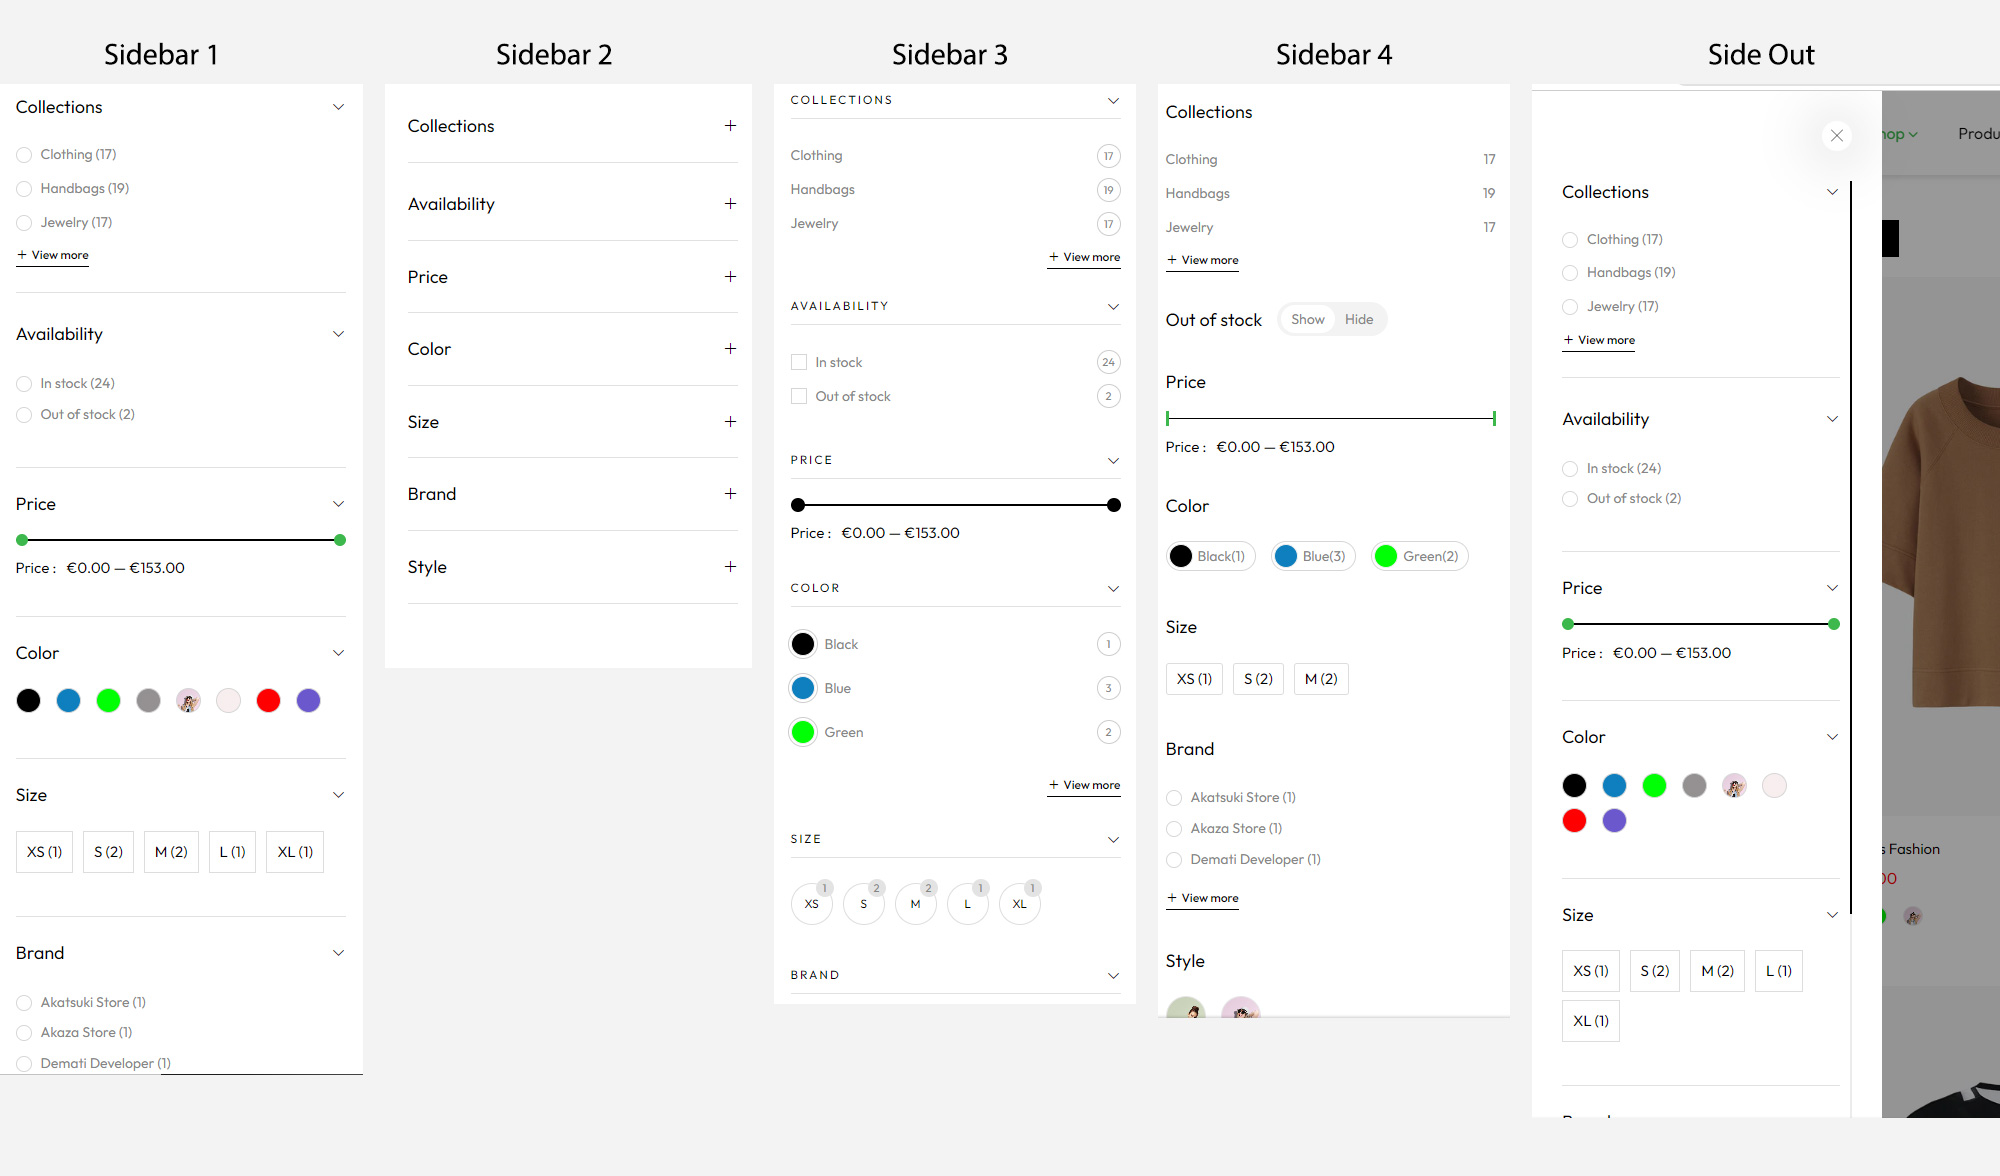 Sidebar 1
Collections
Clothing (17)
Handbags (19)
Jewelry (17)
+ View more
Availability
In stock (24)
Out of stock (2)
Price
Price : €0.00 — €153.00
Color
Size
XS (1) S (2) M (2) L (1) XL (1)
Brand
Akatsuki Store (1)
Akaza Store (1)
Demati Developer (1)
Sidebar 2
Collections +
Availability +
Price +
Color +
Size +
Brand +
Style +
Sidebar 3
COLLECTIONS
Clothing 17
Handbags 19
Jewelry 17
+ View more
AVAILABILITY
In stock 24
Out of stock 2
PRICE
Price : €0.00 — €153.00
COLOR
Black 1
Blue 3
Green 2
+ View more
SIZE
XS 1 S 2 M 2 L 1 XL 1
BRAND
Sidebar 4
Collections
Clothing 17
Handbags 19
Jewelry 17
+ View more
Out of stock Show Hide
Price
Price : €0.00 — €153.00
Color
Black(1) Blue(3) Green(2)
Size
XS (1) S (2) M (2)
Brand
Akatsuki Store (1)
Akaza Store (1)
Demati Developer (1)
+ View more
Style
Side Out
Collections
Clothing (17)
Handbags (19)
Jewelry (17)
+ View more
Availability
In stock (24)
Out of stock (2)
Price
Price : €0.00 — €153.00
Color
Size
XS (1) S (2) M (2) L (1)
XL (1)
hop Produ
s Fashion
00